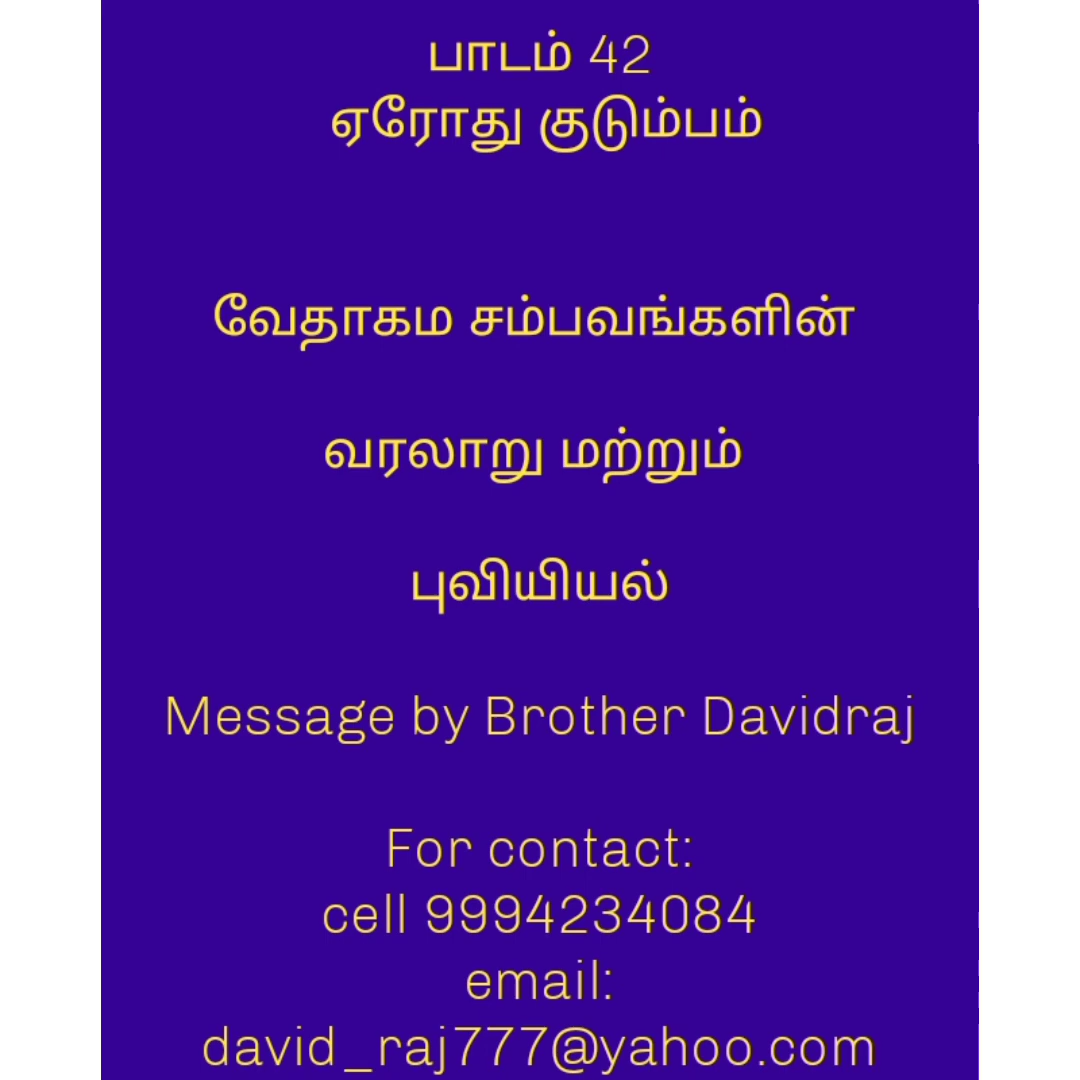 பாடம் 42
ஏரோது குடும்பம்
வேதாகம சம்பவங்களின்
வரலாறு மற்றும்
புவியியல்
Message by Brother Davidraj
For contact:
cell 9994234084
email:
david_raj777@yahoo.com